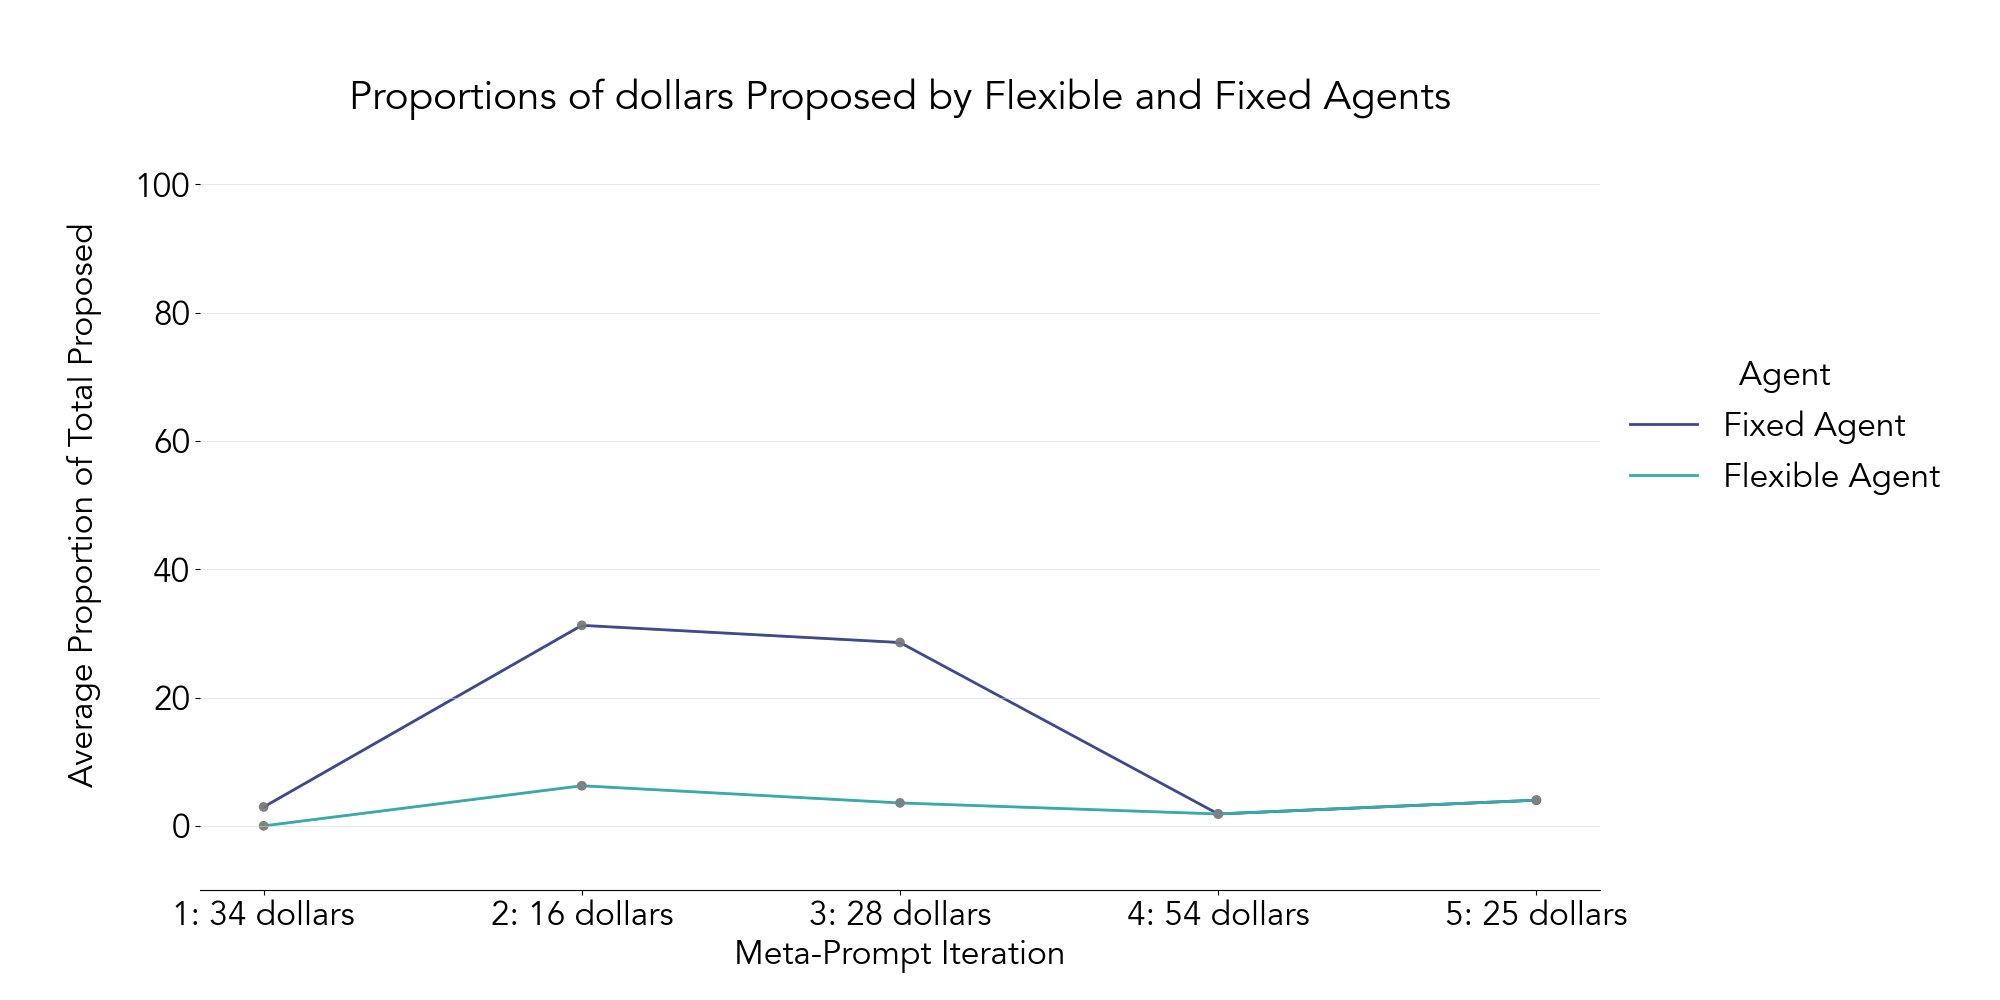 Proportions of dollars Proposed by Flexible and Fixed Agents
Average Proportion of Total Proposed
100
80
60
40
20
0
1: 34 dollars
2: 16 dollars
3: 28 dollars
4: 54 dollars
5: 25 dollars
Meta-Prompt Iteration
Agent
Fixed Agent
Flexible Agent